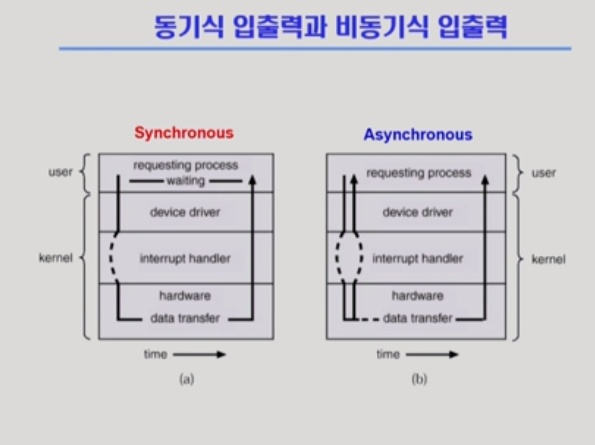 동기식 입출력과 비동기식 입출력
Synchronous
user
requesting process
waiting
device driver
kernel
interrupt handler
hardware
data transfer
time
(a)
Asynchronous
requesting process
user
device driver
interrupt handler
kernel
hardware
data transfer
time
(b)